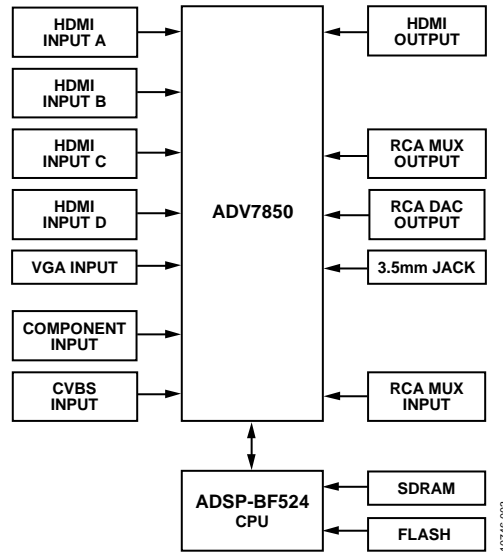 HDMI
INPUT A
HDMI
INPUT B
HDMI
INPUT C
HDMI
INPUT D
VGA INPUT
COMPONENT
INPUT
CVBS
INPUT
ADV7850
HDMI
OUTPUT
RCA MUX
OUTPUT
RCA DAC
OUTPUT
3.5mm JACK
RCA MUX
INPUT
ADSP-BF524
CPU
SDRAM
FLASH